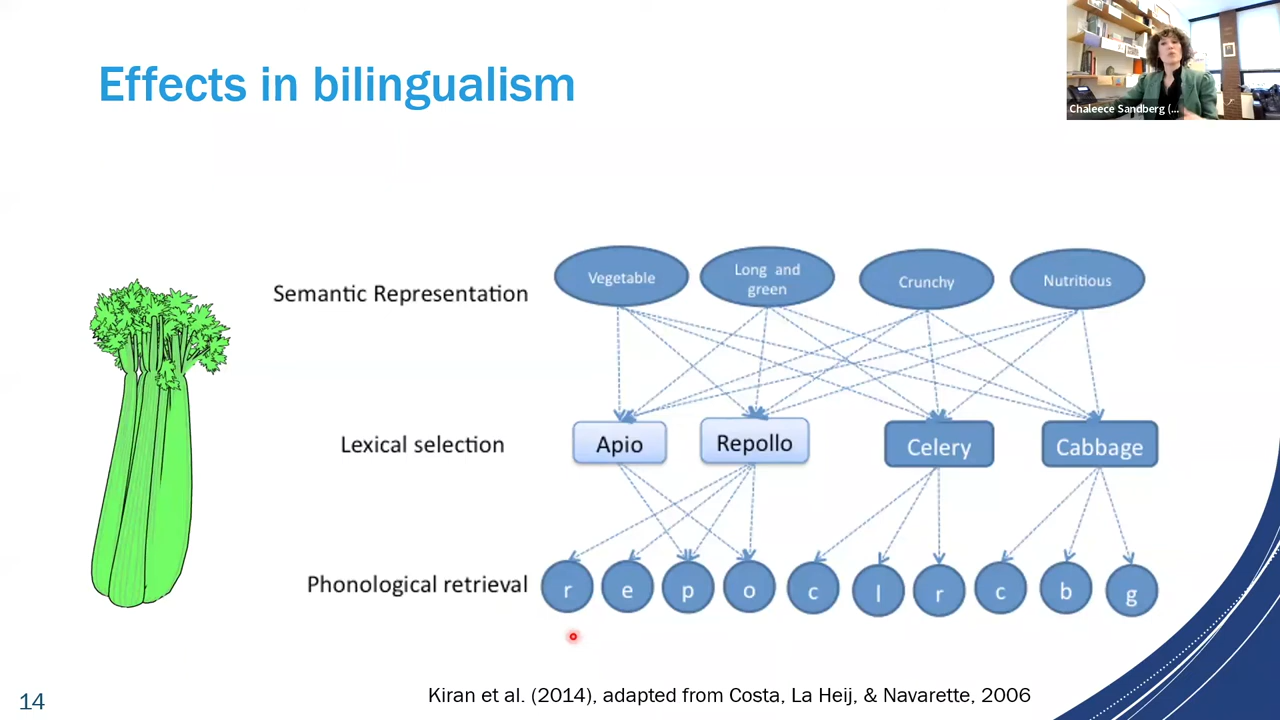 Effects in bilingualism
Chaleece Sandberg (...
Semantic Representation
Vegetable
Long and
green
Crunchy
Nutritious
Lexical selection
Apio
Repollo
Celery
Cabbage
Phonological retrieval
r e p o c l r c b g
Kiran et al. (2014), adapted from Costa, La Heij, & Navarette, 2006
14